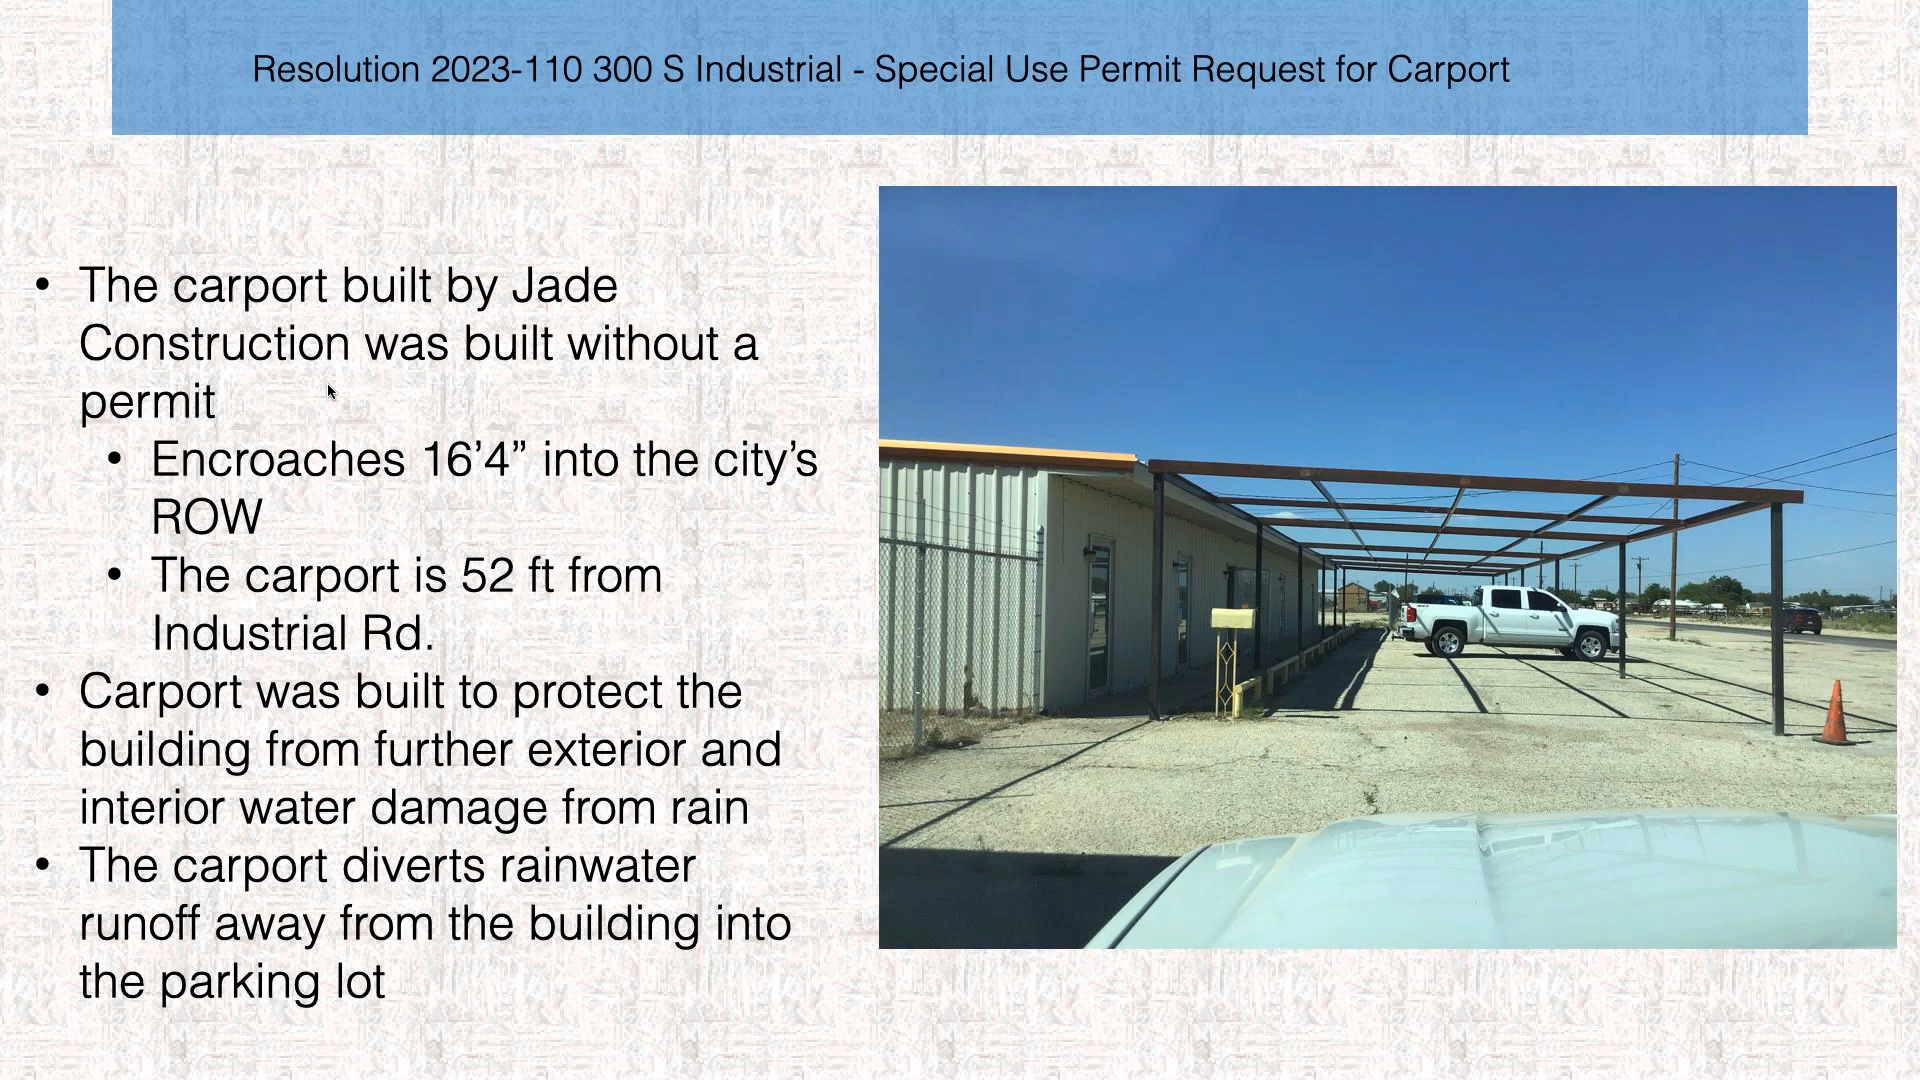 Resolution 2023-110 300 S Industrial - Special Use Permit Request for Carport
• The carport built by Jade
Construction was built without a
permit
• Encroaches 16’4” into the city’s
ROW
• The carport is 52 ft from
Industrial Rd.
• Carport was built to protect the
building from further exterior and
interior water damage from rain
• The carport diverts rainwater
runoff away from the building into
the parking lot